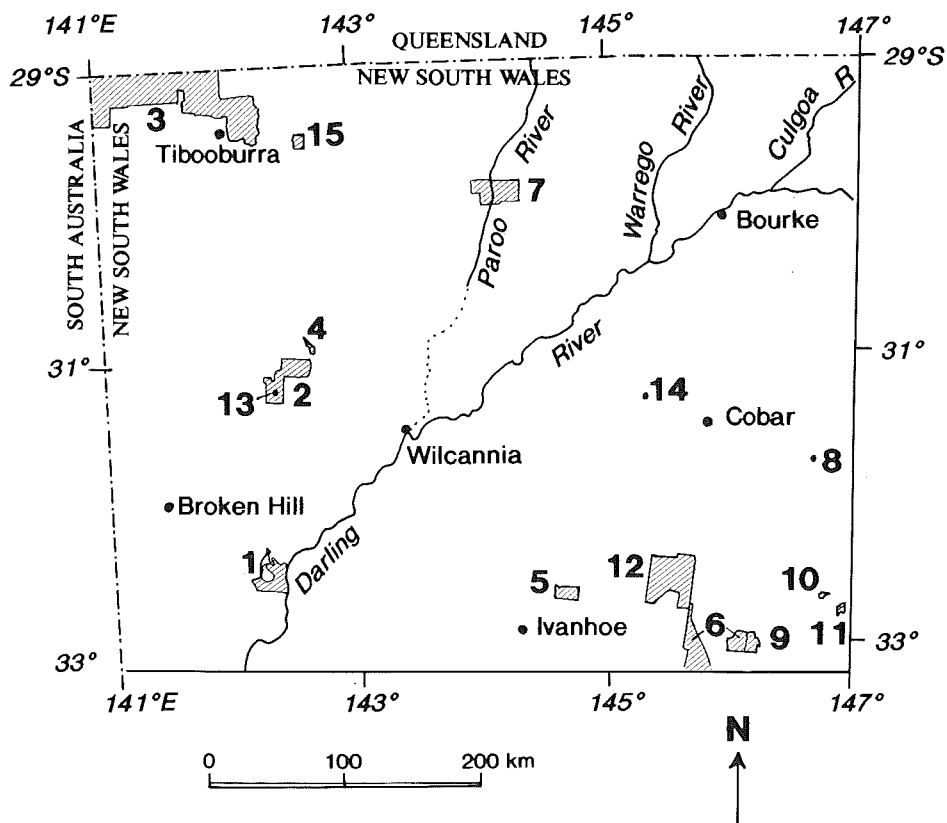 141°E
143°
145°
147°
QUEENSLAND
NEW SOUTH WALES
29°S
29°
SOUTH AUSTRALIA
NEW SOUTH WALES
3
Tibooburra
15
7
Paroo River
Warrego River
Culgoa R
Bourke
4
31°
31°
13
2
River
14
Cobar
Wilcannia
8
Broken Hill
1
Darling
5
12
10
Ivanhoe
6
9
11
33°
33°
141°E
143°
145°
147°
N
0 100 200 km